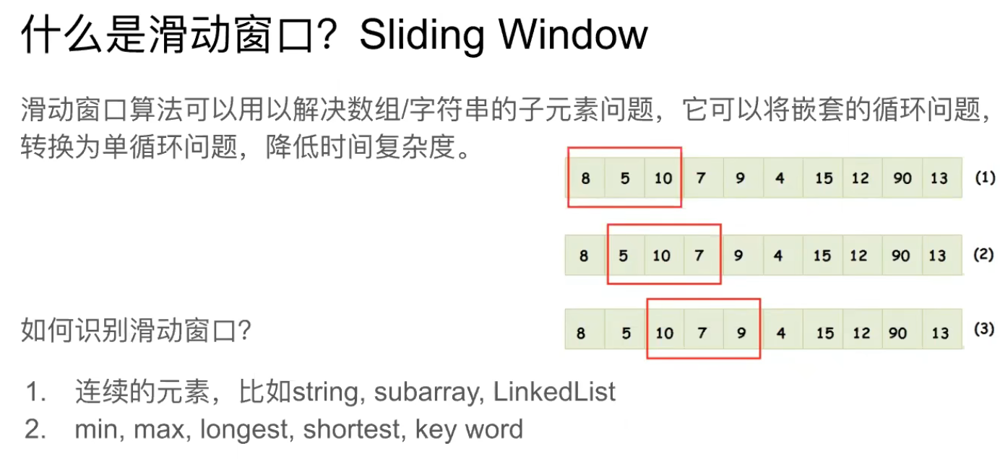 什么是滑动窗口？Sliding Window
滑动窗口算法可以用以解决数组/字符串的子元素问题，它可以将嵌套的循环问题，
转换为单循环问题，降低时间复杂度。
8 5 10 7 9 4 15 12 90 13 (1)
8 5 10 7 9 4 15 12 90 13 (2)
8 5 10 7 9 4 15 12 90 13 (3)
如何识别滑动窗口？
1. 连续的元素，比如string, subarray, LinkedList
2. min, max, longest, shortest, key word